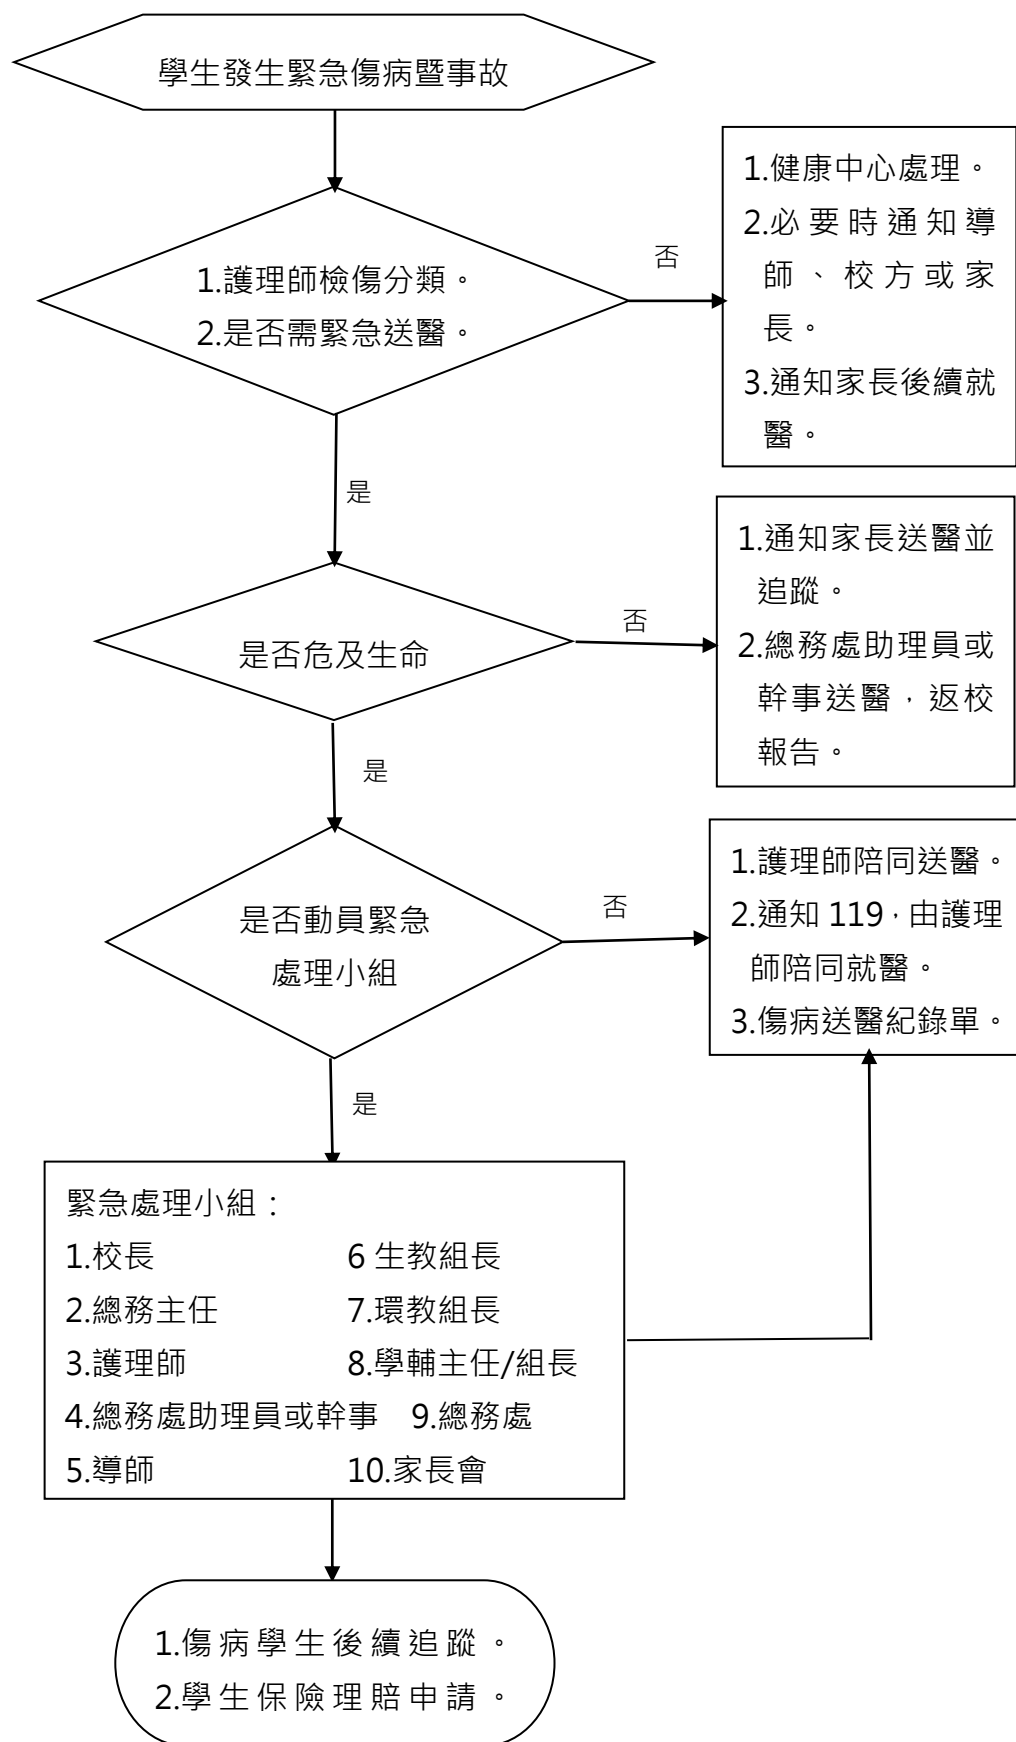 學生發生緊急傷病暨事故
1.護理師檢傷分類。
2.是否需緊急送醫。
否
1.健康中心處理。
2.必要時通知導
師、校方或家
長。
3.通知家長後續就
醫。
是
是否危及生命
否
1.通知家長送醫並
追蹤。
2.總務處助理員或
幹事送醫，返校
報告。
是
是否動員緊急
處理小組
否
1.護理師陪同送醫。
2.通知 119，由護理
師陪同就醫。
3.傷病送醫紀錄單。
是
緊急處理小組：
1.校長 6 生教組長
2.總務主任 7.環教組長
3.護理師 8.學輔主任/組長
4.總務處助理員或幹事 9.總務處
5.導師 10.家長會
1.傷病學生後續追蹤。
2.學生保險理賠申請。